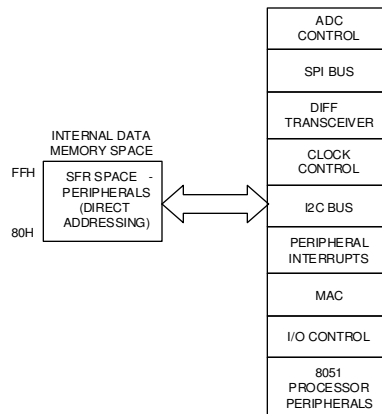 INTERNAL DATA
MEMORY SPACE
FFH
80H
SFR SPACE -
PERIPHERALS
(DIRECT
ADDRESSING)
ADC
CONTROL
SPI BUS
DIFF
TRANSCEIVER
CLOCK
CONTROL
I2C BUS
PERIPHERAL
INTERRUPTS
MAC
I/O CONTROL
8051
PROCESSOR
PERIPHERALS